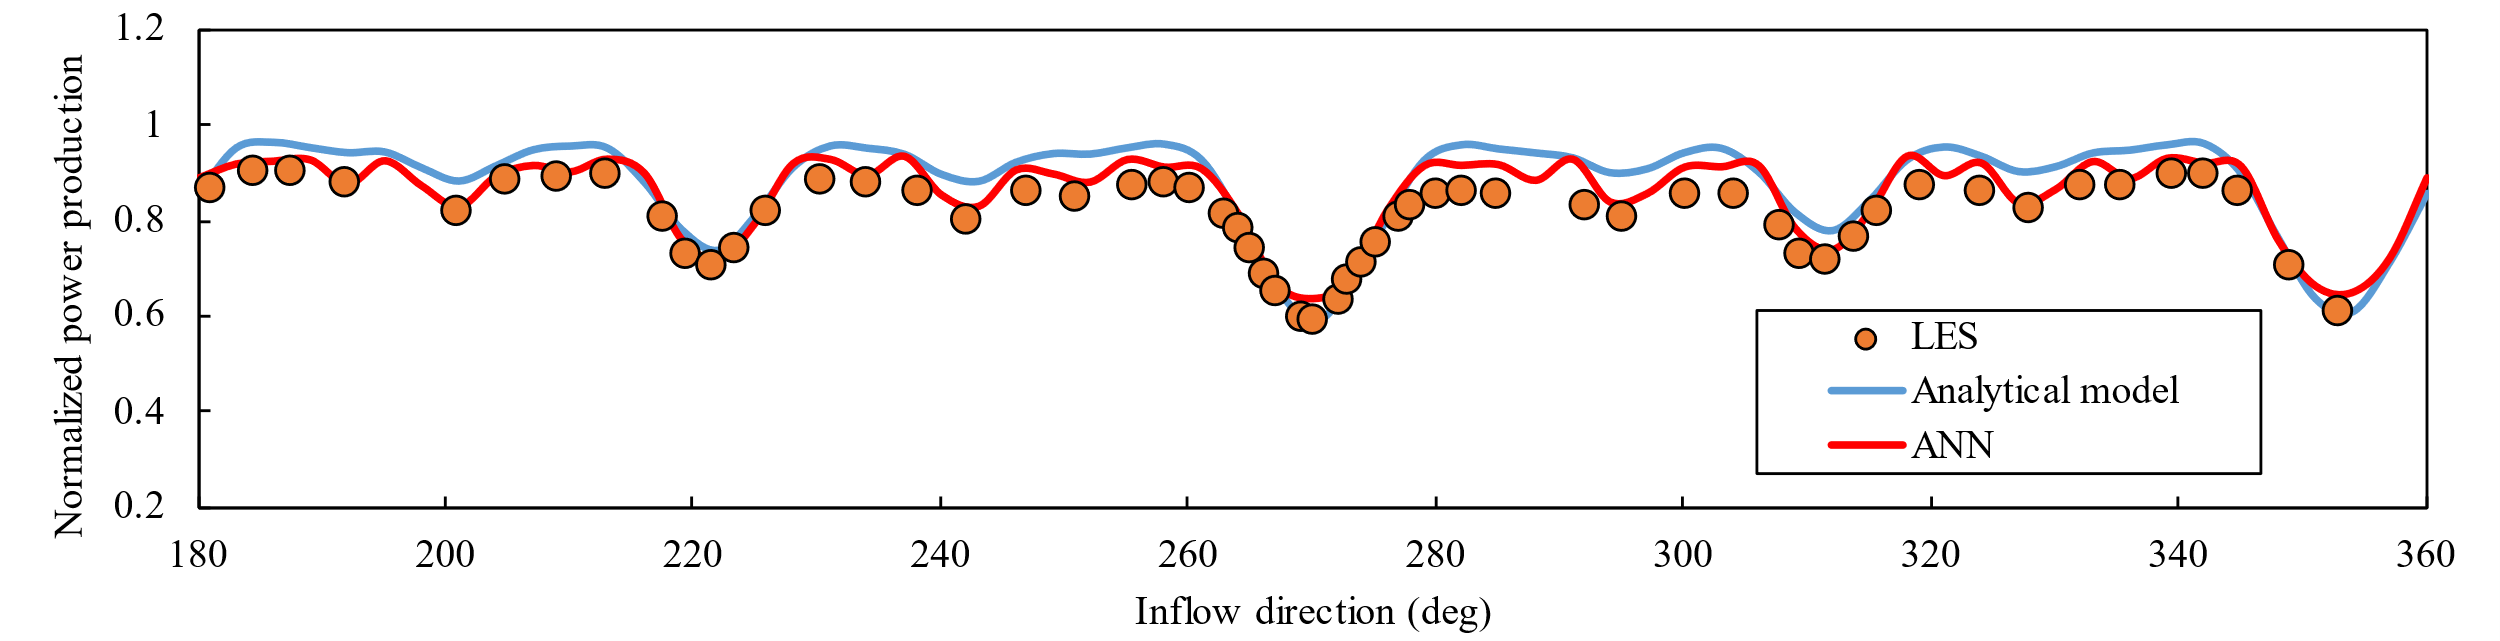 Normalized power production
1.2
1
0.8
0.6
0.4
0.2
180 200 220 240 260 280 300 320 340 360
Inflow direction (deg)
LES
Analytical model
ANN